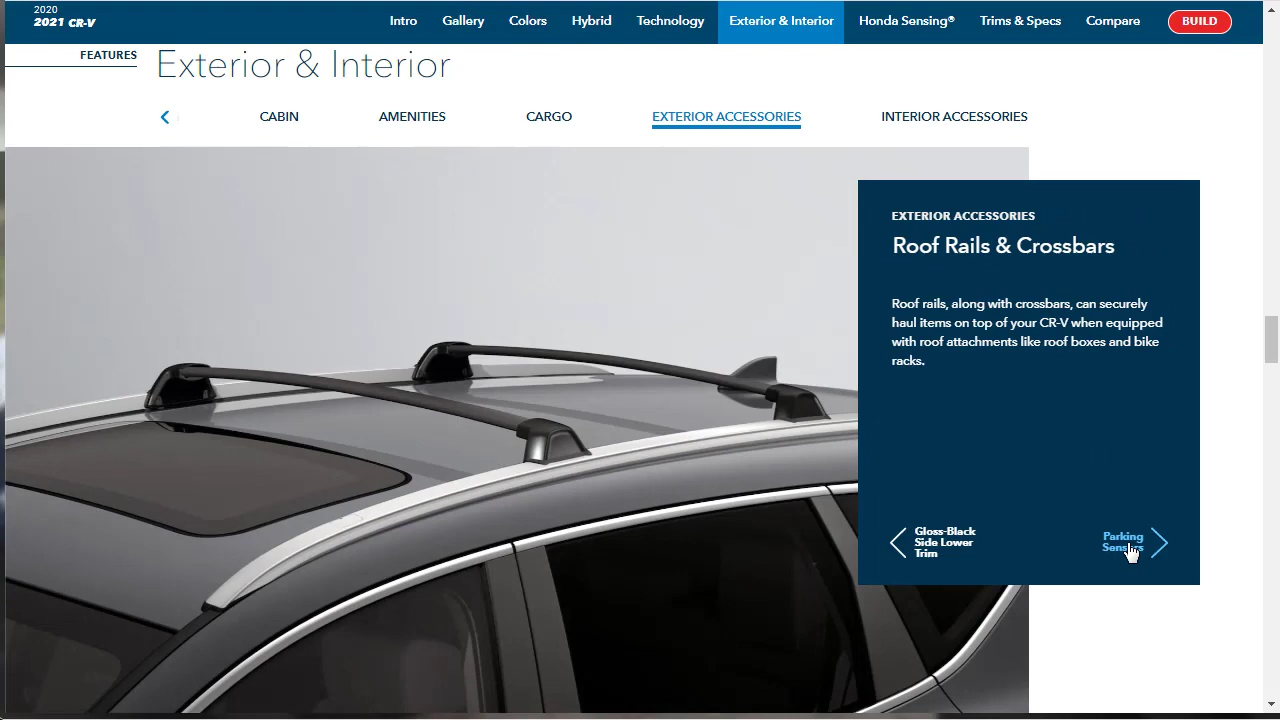 2020
2021 CR-V
Intro
Gallery
Colors
Hybrid
Technology
Exterior & Interior
Honda Sensing®
Trims & Specs
Compare
BUILD
FEATURES
Exterior & Interior
CABIN
AMENITIES
CARGO
EXTERIOR ACCESSORIES
INTERIOR ACCESSORIES
EXTERIOR ACCESSORIES
Roof Rails & Crossbars
Roof rails, along with crossbars, can securely
haul items on top of your CR-V when equipped
with roof attachments like roof boxes and bike
racks.
Gloss-Black
Side Lower
Trim
Parking
Sensors